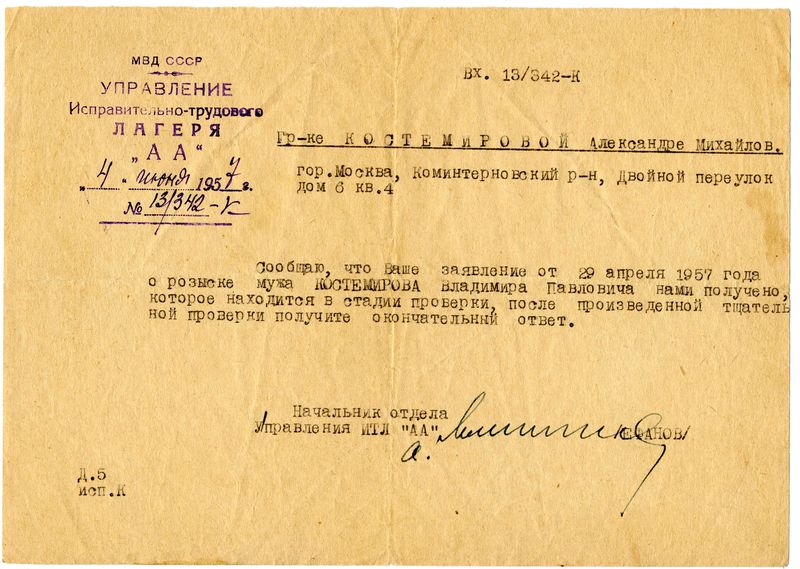 МВД СССР
УПРАВЛЕНИЕ
Исправительно-трудового
ЛАГЕРЯ
„АА“
„4“ июня 1957 г.
№ 13/342-К
Вх. 13/342-К
Гр-ке КОСТЕМИРОВОЙ Александре Михайлов.
гор.Москва, Коминтерновский р-н, Двойной переулок
дом 6 кв.4
Сообщаю, что Ваше заявление от 29 апреля 1957 года
о розыске мужа КОСТЕМИРОВА Владимира Павловича нами получено,
которое находится в стадии проверки, после произведенной тщатель
ной проверки получите окончательный ответ.
Начальник отдела
Управления ИТЛ "АА"
/ЕФАНОВ/
Д.5
исп.К